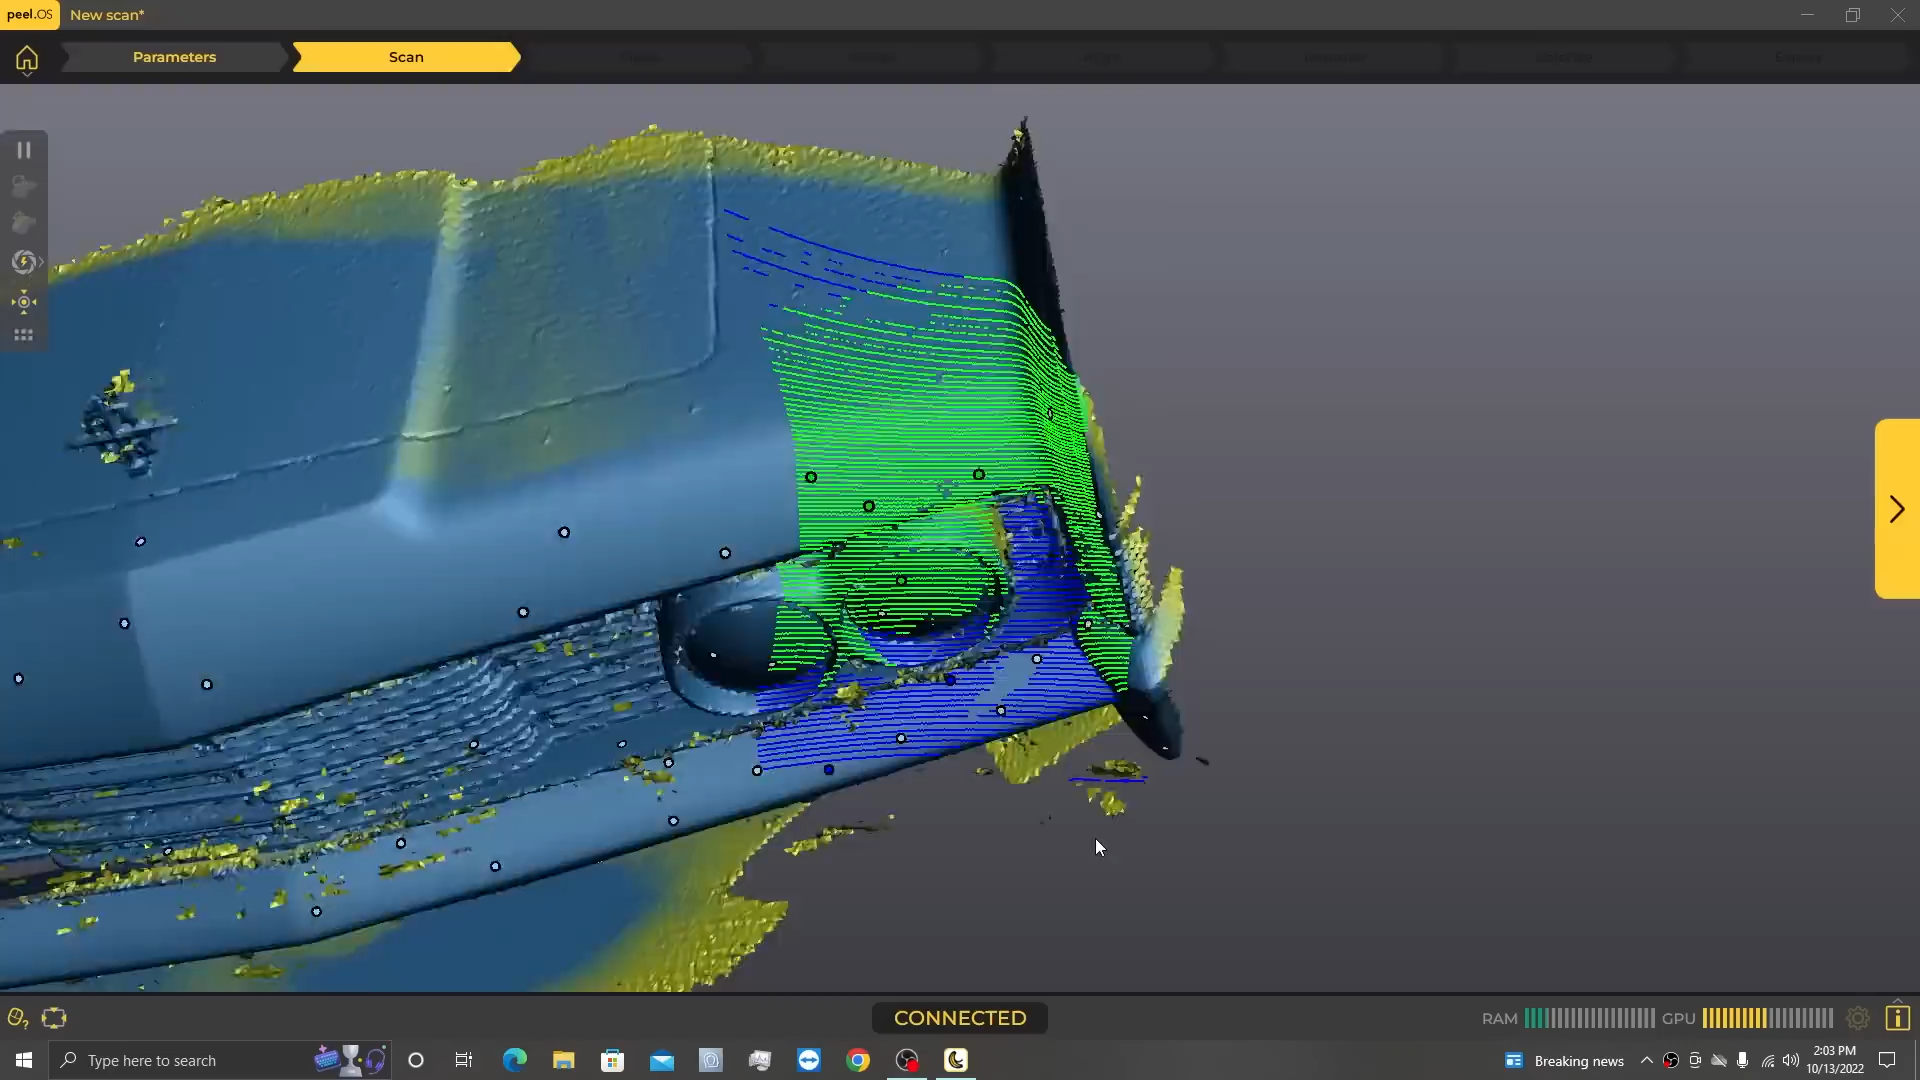 peel.OS New scan*
Parameters
Scan
CONNECTED
RAM
GPU
Type here to search
Breaking news
2:03 PM
10/13/2022